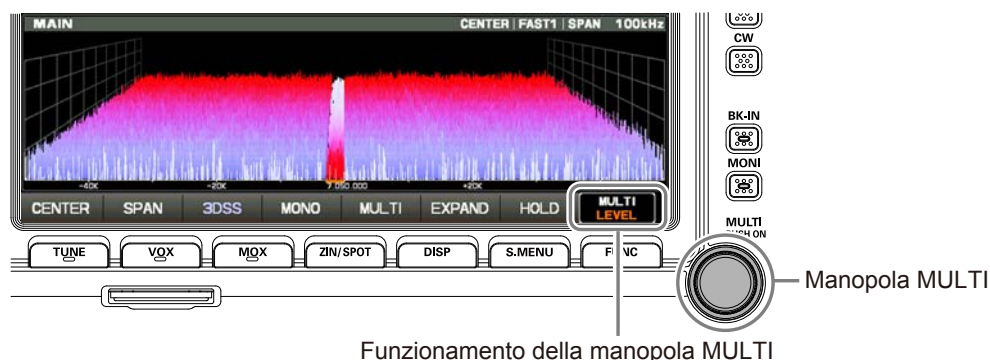 MAIN CENTER FAST1 SPAN 100kHz
CW
BK-IN
MONI
-40K -20K 7.050.000 +20K
CENTER SPAN 3DSS MONO MULTI EXPAND HOLD MULTI LEVEL
MULTI
TUNE VOX MOX ZIN/SPOT DISP S.MENU FUNC
Manopola MULTI
Funzionamento della manopola MULTI